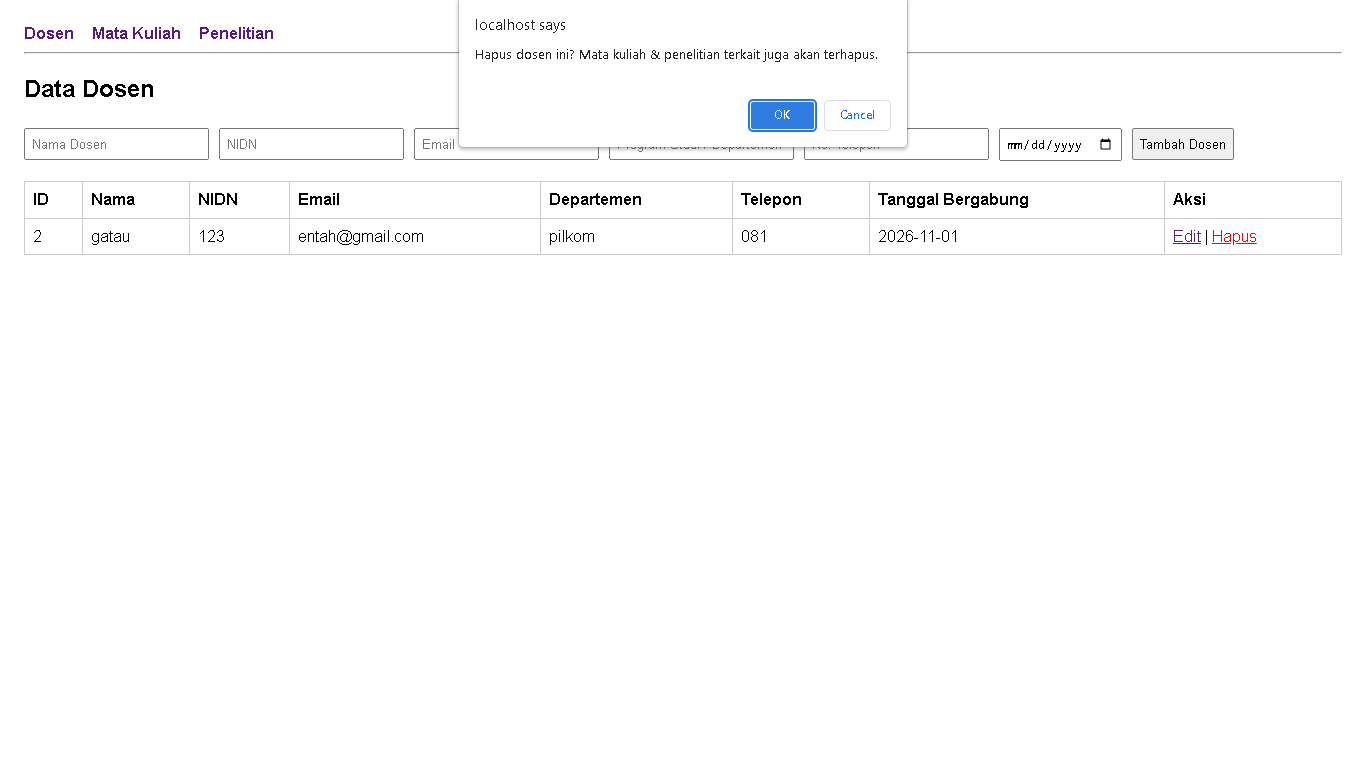 Dosen Mata Kuliah Penelitian
localhost says
Hapus dosen ini? Mata kuliah & penelitian terkait juga akan terhapus.
OK Cancel
Data Dosen
Nama Dosen NIDN Email mm/dd/yyyy Tambah Dosen
ID Nama NIDN Email Departemen Telepon Tanggal Bergabung Aksi
2 gatau 123 entah@gmail.com pilkom 081 2026-11-01 Edit | Hapus